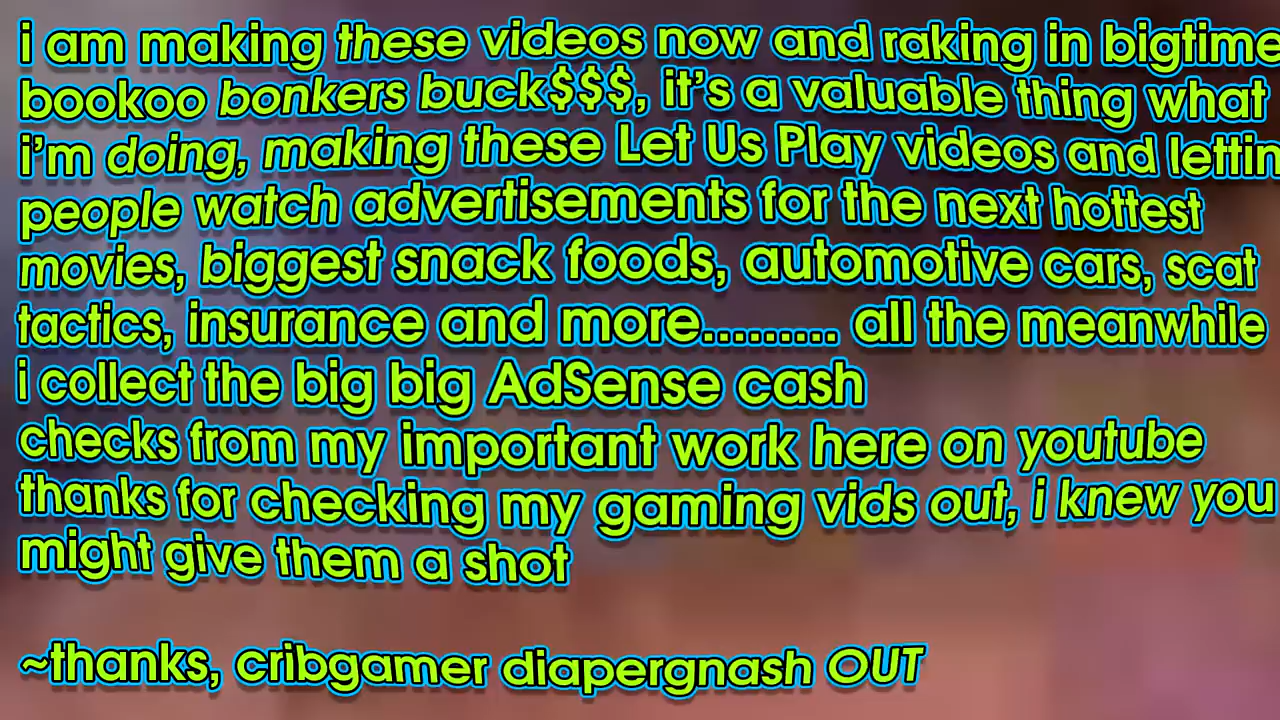 i am making these videos now and raking in bigtime
bookoo bonkers buck$$$, it's a valuable thing what
i'm doing, making these Let Us Play videos and lettin
people watch advertisements for the next hottest
movies, biggest snack foods, automotive cars, scat
tactics, insurance and more.......... all the meanwhile
i collect the big big AdSense cash
checks from my important work here on youtube
thanks for checking my gaming vids out, i knew you
might give them a shot
~thanks, cribgamer diapergnash OUT